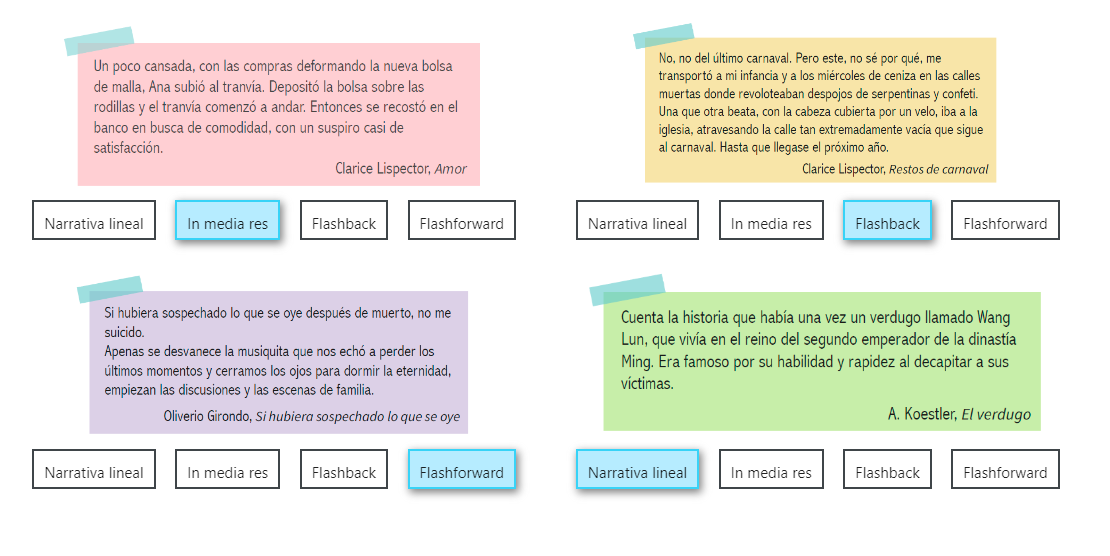 Un poco cansada, con las compras deformando la nueva bolsa
de malla, Ana subió al tranvía. Depositó la bolsa sobre las
rodillas y el tranvía comenzó a andar. Entonces se recostó en el
banco en busca de comodidad, con un suspiro casi de
satisfacción.
Clarice Lispector, Amor
Narrativa lineal In media res Flashback Flashforward
No, no del último carnaval. Pero este, no sé por qué, me
transportó a mi infancia y a los miércoles de ceniza en las calles
muertas donde revoloteaban despojos de serpentinas y confeti.
Una que otra beata, con la cabeza cubierta por un velo, iba a la
iglesia, atravesando la calle tan extremadamente vacía que sigue
al carnaval. Hasta que llegase el próximo año.
Clarice Lispector, Restos de carnaval
Narrativa lineal In media res Flashback Flashforward
Si hubiera sospechado lo que se oye después de muerto, no me
suicido.
Apenas se desvanece la musiquita que nos echó a perder los
últimos momentos y cerramos los ojos para dormir la eternidad,
empiezan las discusiones y las escenas de familia.
Oliverio Girondo, Si hubiera sospechado lo que se oye
Narrativa lineal In media res Flashback Flashforward
Cuenta la historia que había una vez un verdugo llamado Wang
Lun, que vivía en el reino del segundo emperador de la dinastía
Ming. Era famoso por su habilidad y rapidez al decapitar a sus
víctimas.
A. Koestler, El verdugo
Narrativa lineal In media res Flashback Flashforward